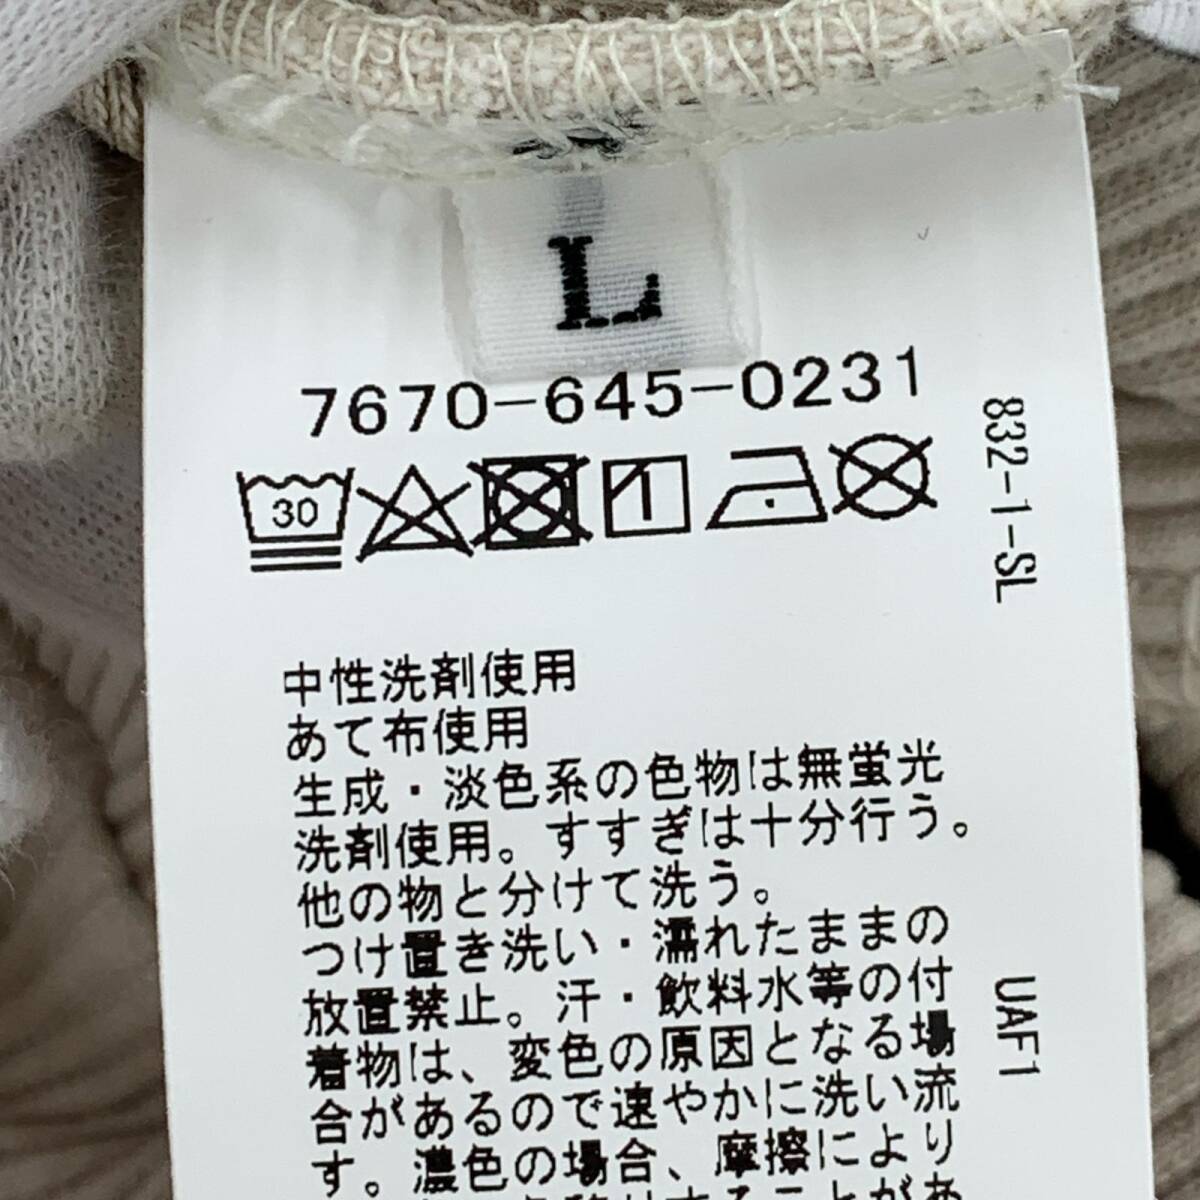 L
7670-645-0231
30
832-1-SL
中性洗剤使用
あて布使用
生成・淡色系の色物は無蛍光
洗剤使用。すすぎは十分行う。
他の物と分けて洗う。
つけ置き洗い・濡れたままの
放置禁止。汗・飲料水等の付
着物は、変色の原因となる場
合があるので速やかに洗い流
す。濃色の場合、摩擦により
UAF1